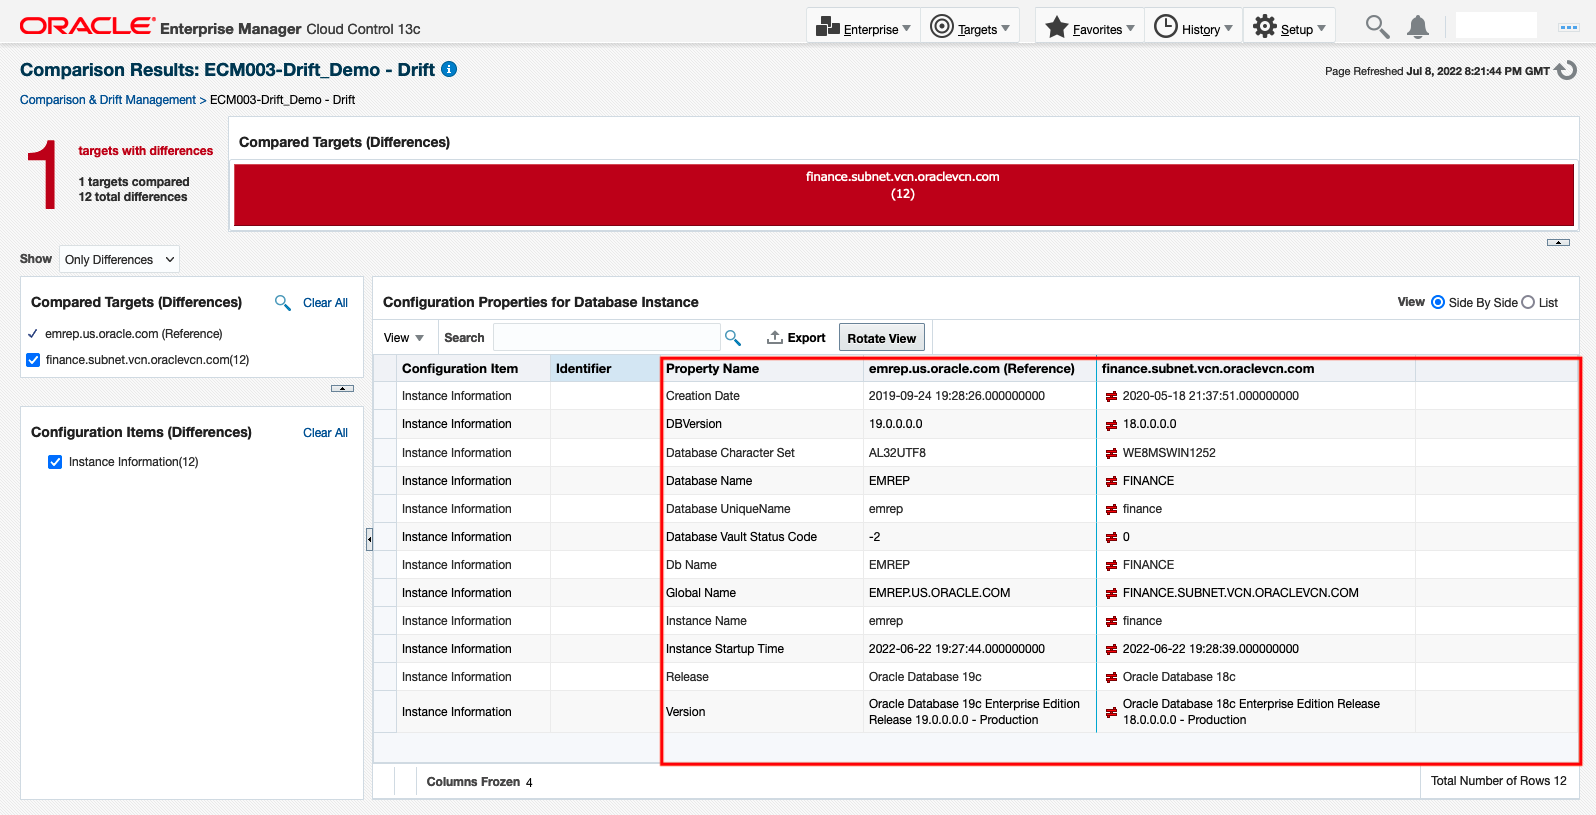 ORACLE® Enterprise Manager Cloud Control 13c
Enterprise
Targets
Favorites
History
Setup
Comparison Results: ECM003-Drift_Demo - Drift
Page Refreshed Jul 8, 2022 8:21:44 PM GMT
Comparison & Drift Management > ECM003-Drift_Demo - Drift
1
targets with differences
1 targets compared
12 total differences
Compared Targets (Differences)
finance.subnet.vcn.oraclevcn.com
(12)
Show Only Differences
Compared Targets (Differences) Clear All
emrep.us.oracle.com (Reference)
finance.subnet.vcn.oraclevcn.com(12)
Configuration Items (Differences) Clear All
Instance Information(12)
Configuration Properties for Database Instance
View Side By Side List
View Search Export Rotate View
Configuration Item Identifier Property Name emrep.us.oracle.com (Reference) finance.subnet.vcn.oraclevcn.com
Instance Information Creation Date 2019-09-24 19:28:26.000000000 2020-05-18 21:37:51.000000000
Instance Information DBVersion 19.0.0.0.0 18.0.0.0.0
Instance Information Database Character Set AL32UTF8 WE8MSWIN1252
Instance Information Database Name EMREP FINANCE
Instance Information Database UniqueName emrep finance
Instance Information Database Vault Status Code -2 0
Instance Information Db Name EMREP FINANCE
Instance Information Global Name EMREP.US.ORACLE.COM FINANCE.SUBNET.VCN.ORACLEVCN.COM
Instance Information Instance Name emrep finance
Instance Information Instance Startup Time 2022-06-22 19:27:44.000000000 2022-06-22 19:28:39.000000000
Instance Information Release Oracle Database 19c Oracle Database 18c
Instance Information Version Oracle Database 19c Enterprise Edition Oracle Database 18c Enterprise Edition Release
Release 19.0.0.0.0 - Production 18.0.0.0.0 - Production
Columns Frozen 4
Total Number of Rows 12